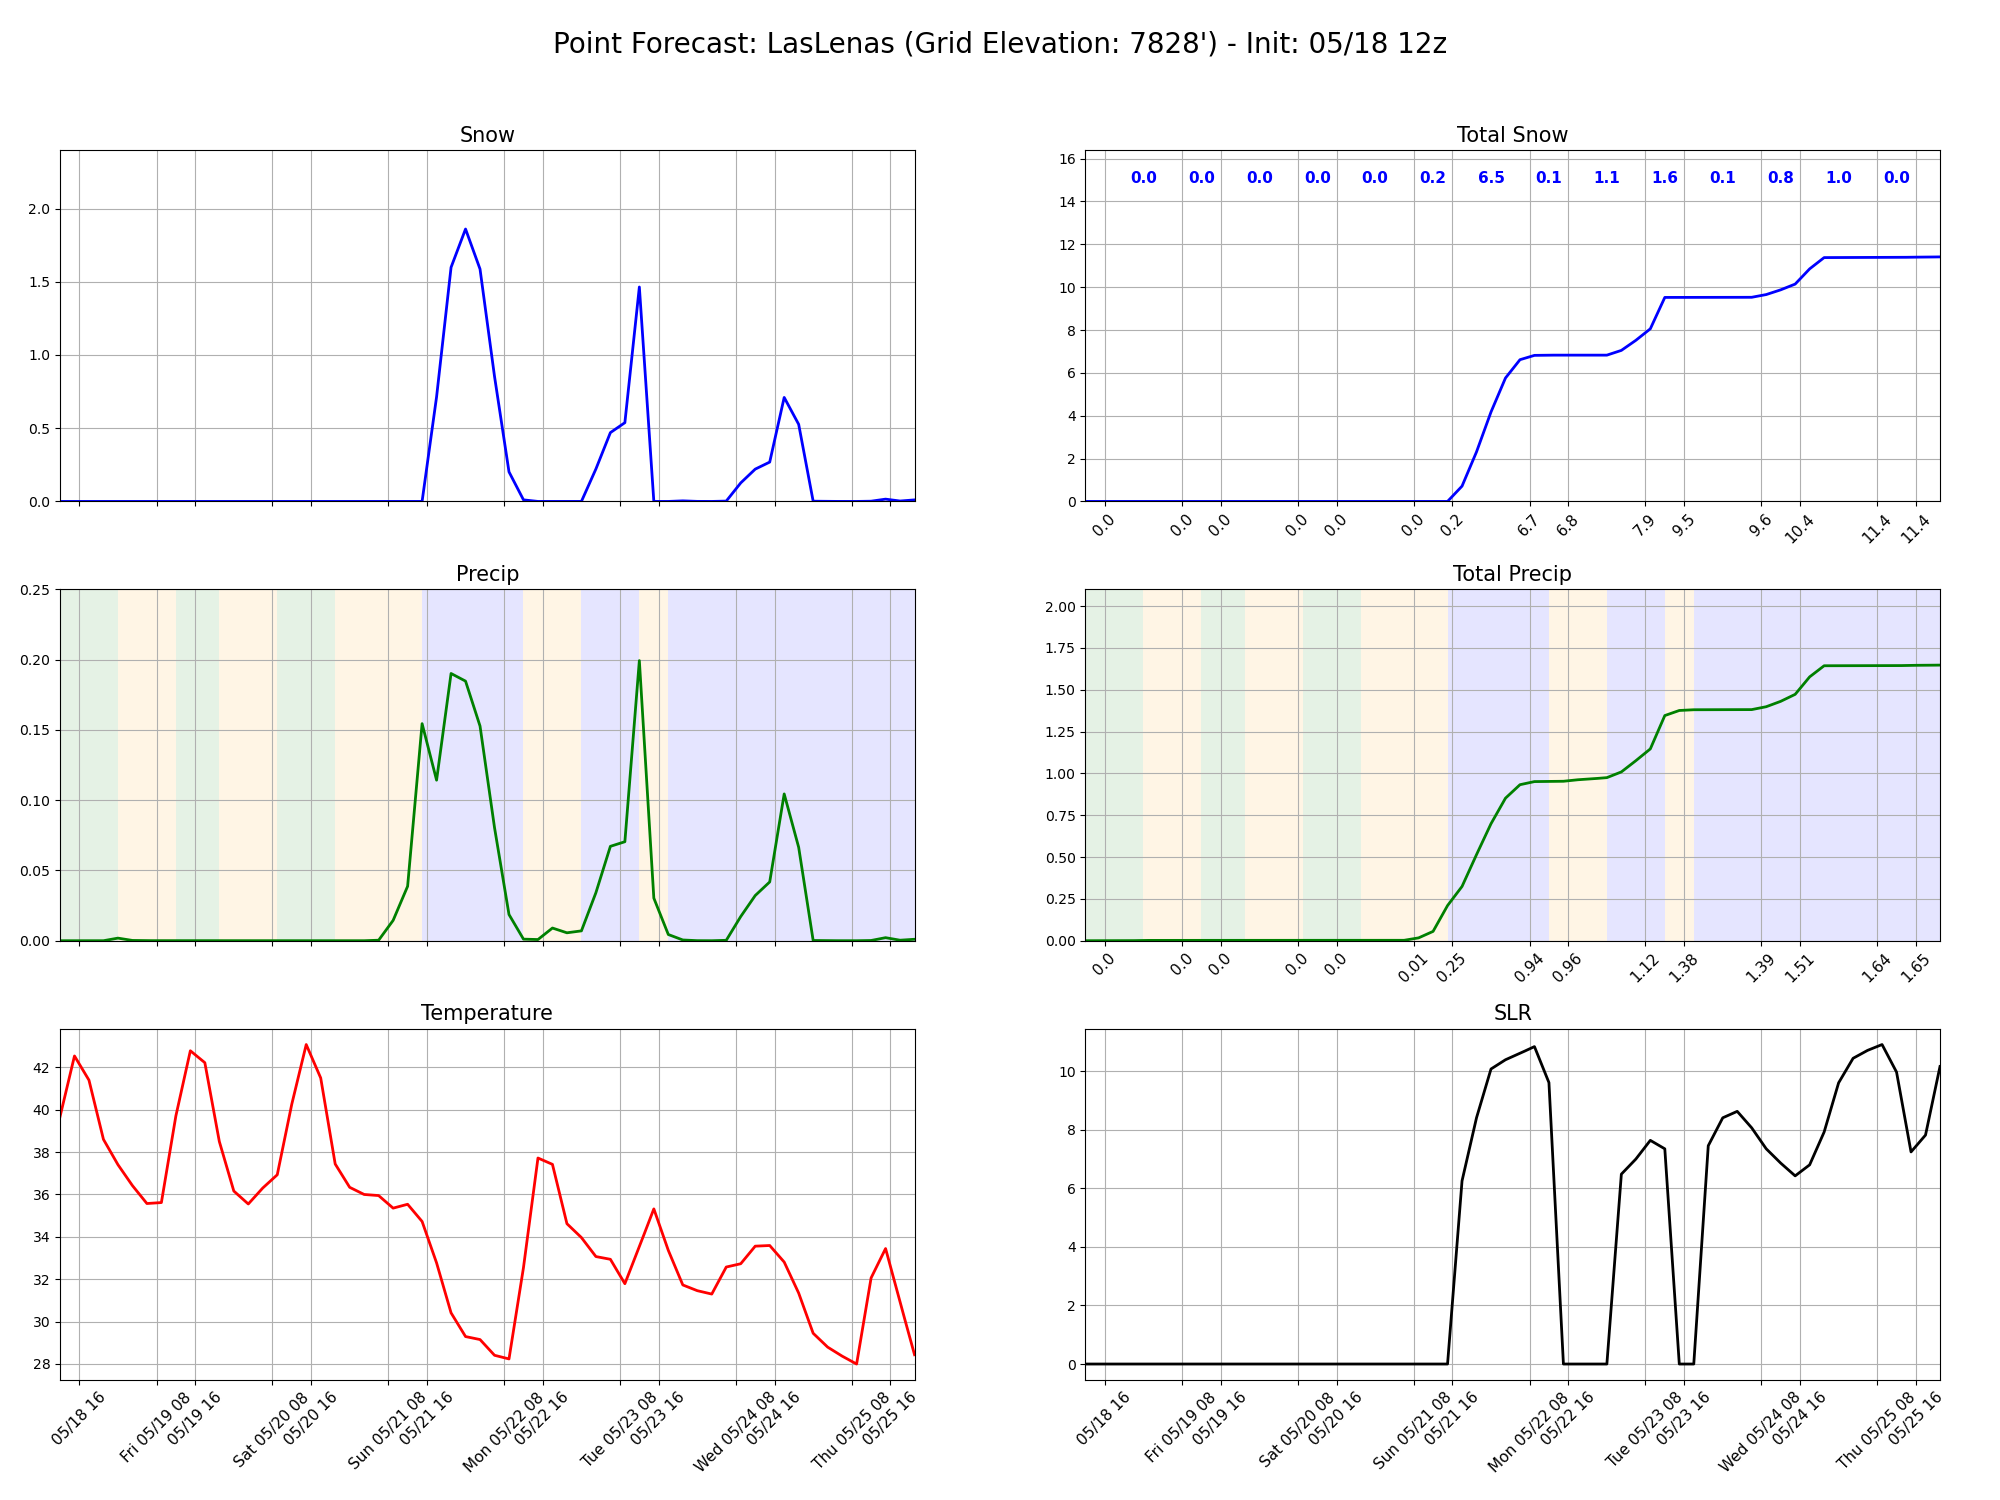 Point Forecast: LasLenas (Grid Elevation: 7828') - Init: 05/18 12z
Snow
2.0
1.5
1.0
0.5
0.0
Total Snow
16
14
12
10
8
6
4
2
0
0.0 0.0 0.0 0.0 0.0 0.2 6.5 0.1 1.1 1.6 0.1 0.8 1.0 0.0
0.0 0.0 0.0 0.0 0.0 0.0 0.2 6.7 6.8 7.9 9.5 9.6 10.4 11.4 11.4
Precip
0.25
0.20
0.15
0.10
0.05
0.00
Total Precip
2.00
1.75
1.50
1.25
1.00
0.75
0.50
0.25
0.00
0.0 0.0 0.0 0.0 0.0 0.01 0.25 0.94 0.96 1.12 1.38 1.39 1.51 1.64 1.65
Temperature
42
40
38
36
34
32
30
28
05/18 16
Fri 05/19 08
05/19 16
Sat 05/20 08
05/20 16
Sun 05/21 08
05/21 16
Mon 05/22 08
05/22 16
Tue 05/23 08
05/23 16
Wed 05/24 08
05/24 16
Thu 05/25 08
05/25 16
SLR
10
8
6
4
2
0
05/18 16
Fri 05/19 08
05/19 16
Sat 05/20 08
05/20 16
Sun 05/21 08
05/21 16
Mon 05/22 08
05/22 16
Tue 05/23 08
05/23 16
Wed 05/24 08
05/24 16
Thu 05/25 08
05/25 16